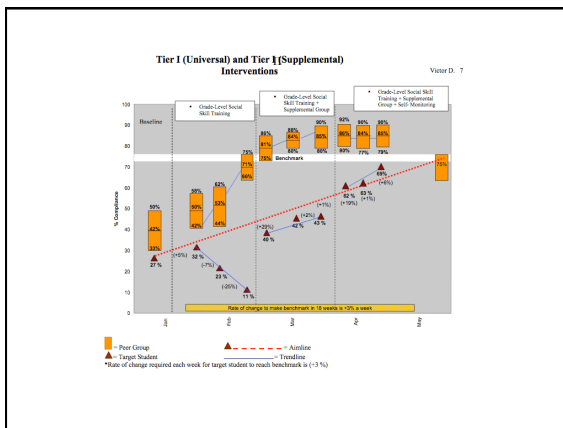 Tier I (Universal) and Tier I (Supplemental)
Interventions
Victor D. 7
• Grade-Level Social
Skill Training
• Grade-Level Social Skill
Training +
Supplemental Group
• Grade-Level Social Skill
Training + Supplemental
Group + Self- Monitoring
Baseline
Benchmark
% Compliance
100
90
80
70
60
50
40
30
20
10
0
50%
42%
33%
27 %
(+5%)
58%
50%
42%
32 %
(-7%)
62%
53%
44%
23 %
(-25%)
73%
71%
66%
11 %
86%
81%
75%
(+29%)
40 %
88%
84%
80%
(+2%)
42 %
90%
85%
80%
(+1%)
43 %
92%
86%
80%
(+19%)
62 %
90%
84%
77%
63 %
(+1%)
90%
85%
79%
69%
(+6%)
75%
Rate of change to make benchmark in 16 weeks is +3% a week
Jan
Feb
Mar
Apr
May
= Peer Group
= Aimline
= Target Student
= Trendline
*Rate of change required each week for target student to reach benchmark is (+3 %)